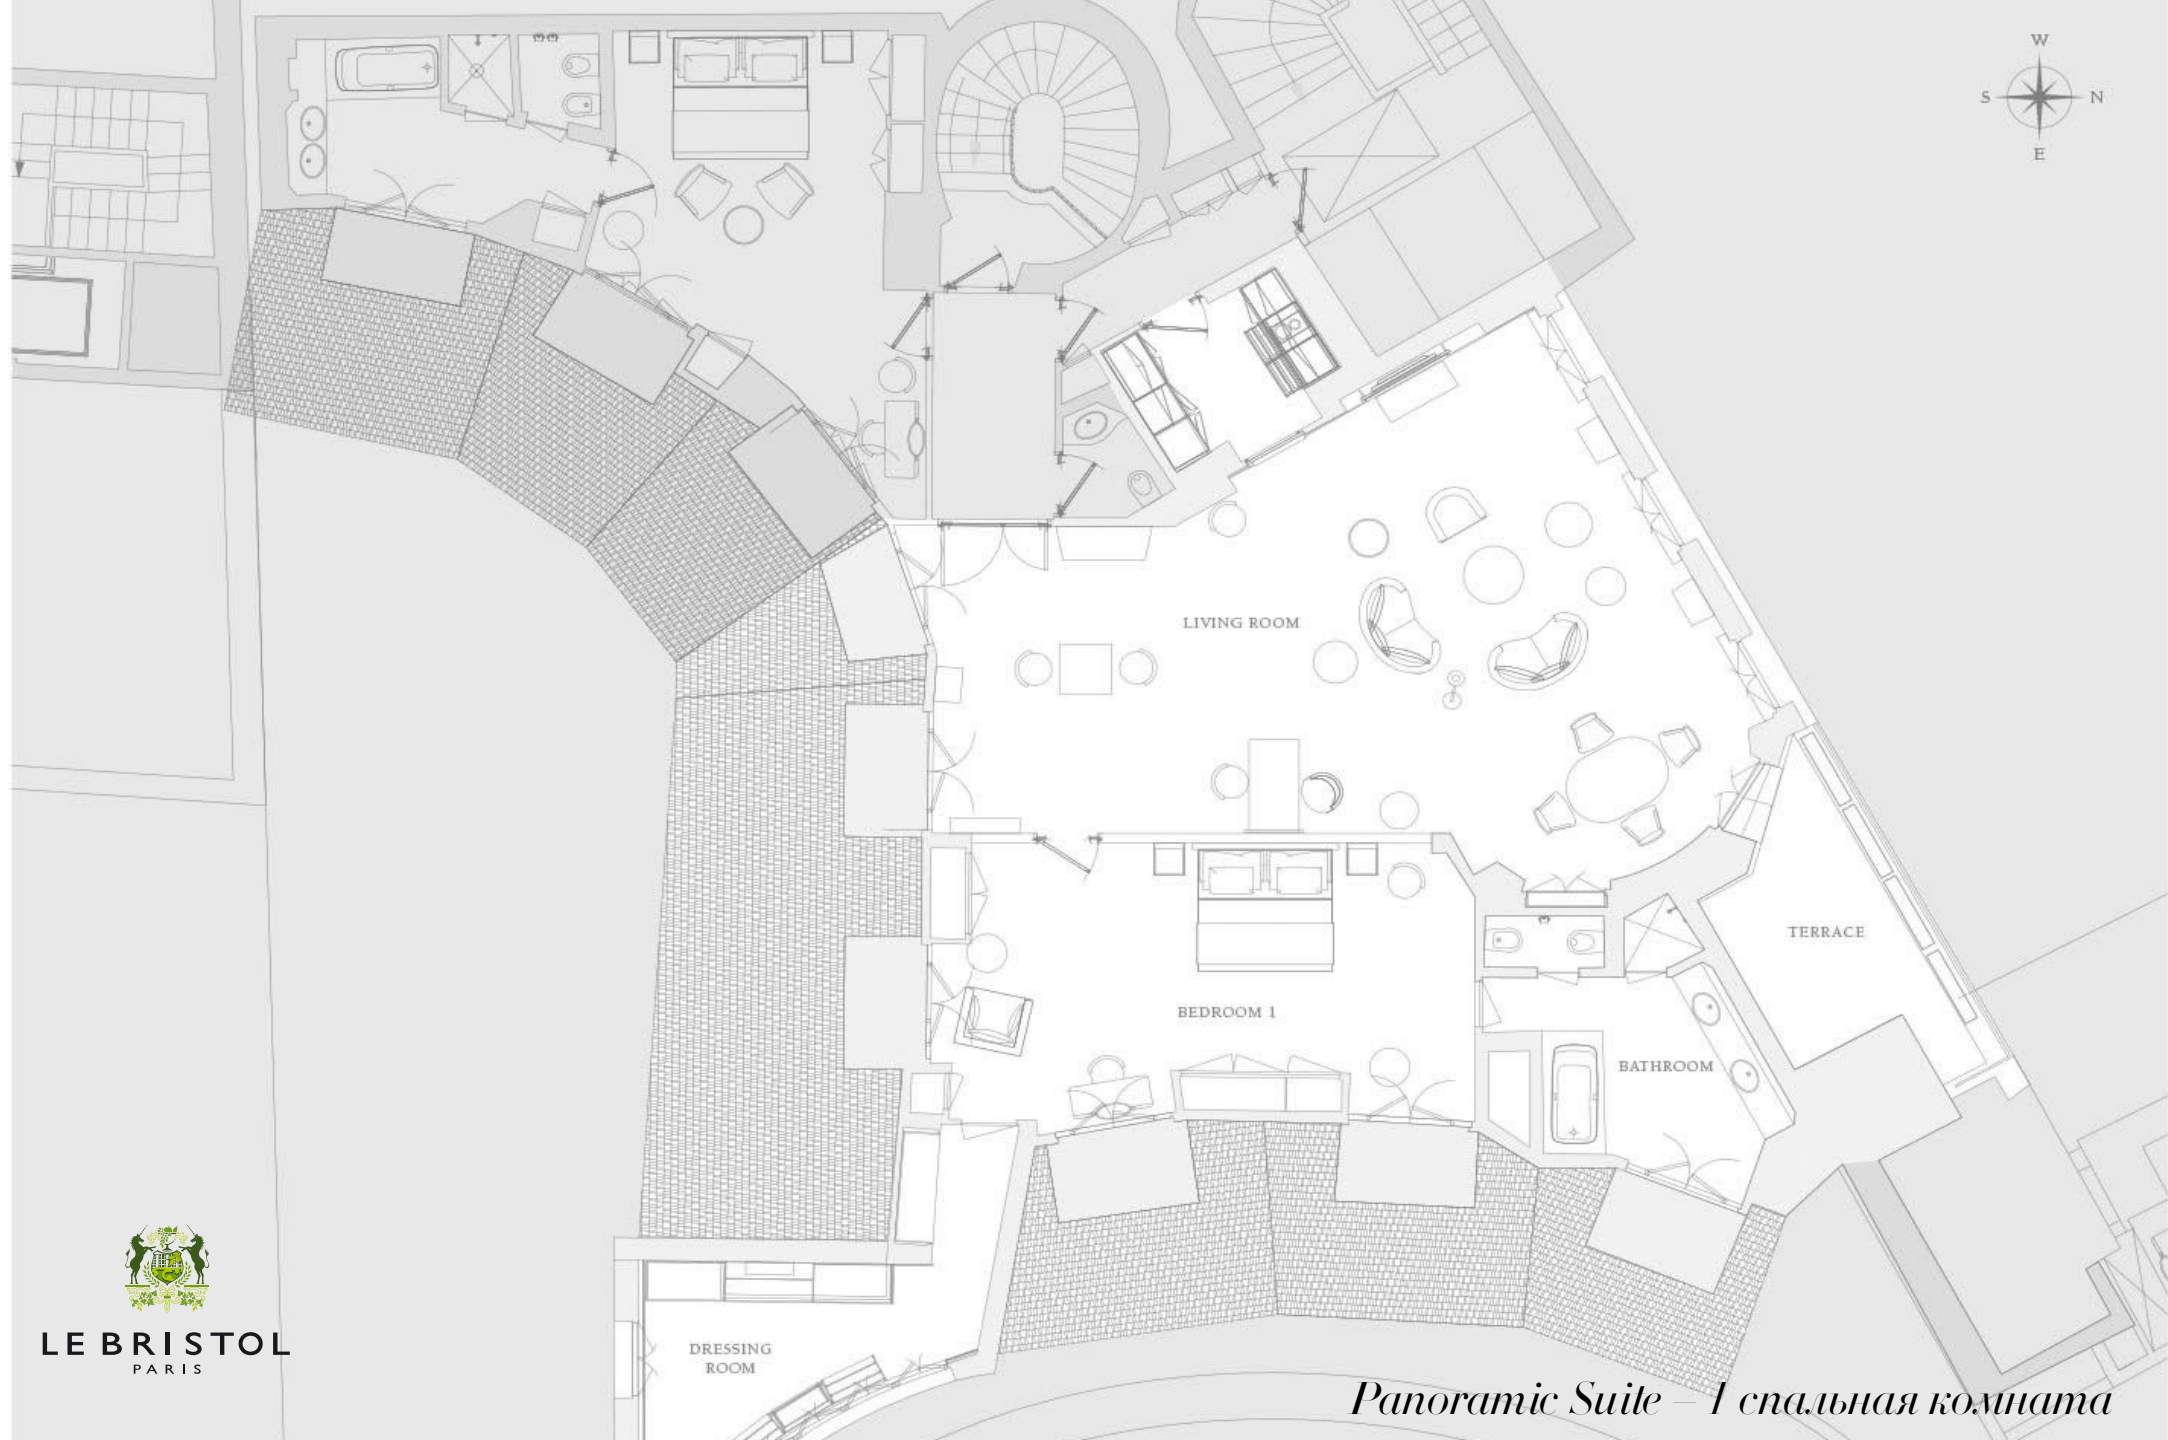 W
S N
E
LIVING ROOM
TERRACE
BEDROOM 1
BATHROOM
DRESSING
ROOM
LE BRISTOL
PARIS
Panoramic Suite – 1 спальная комната